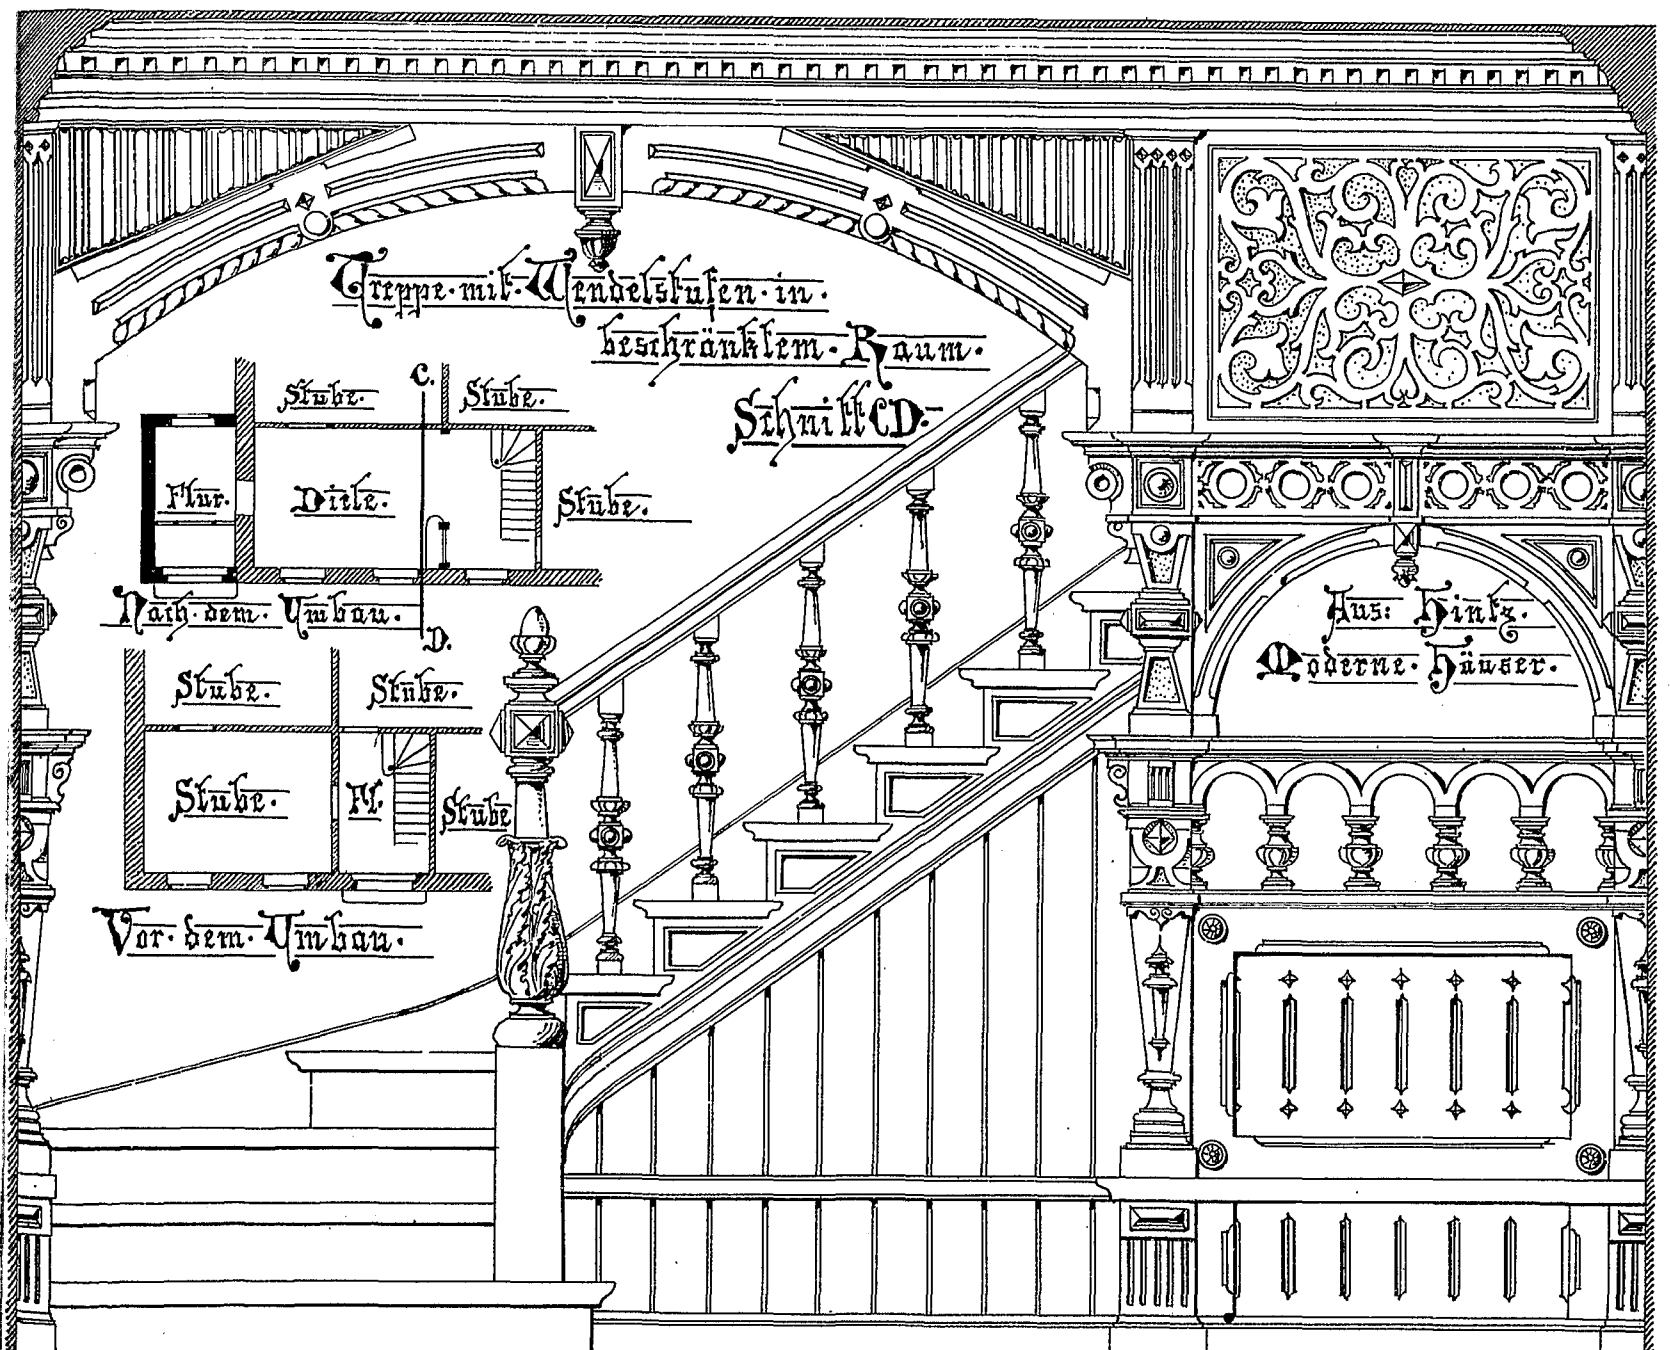 Treppe·mit·Wendelstufen·in·
beschränktem·Raum·
Schnitt CD·
C.
Stube. Stube.
Flur. Diele. Stube.
Nach·dem·Umbau.
D.
Stube. Stube.
Stube. Fl. Stube
Vor·dem·Umbau.
Aus: Hintz.
Moderne·Häuser.